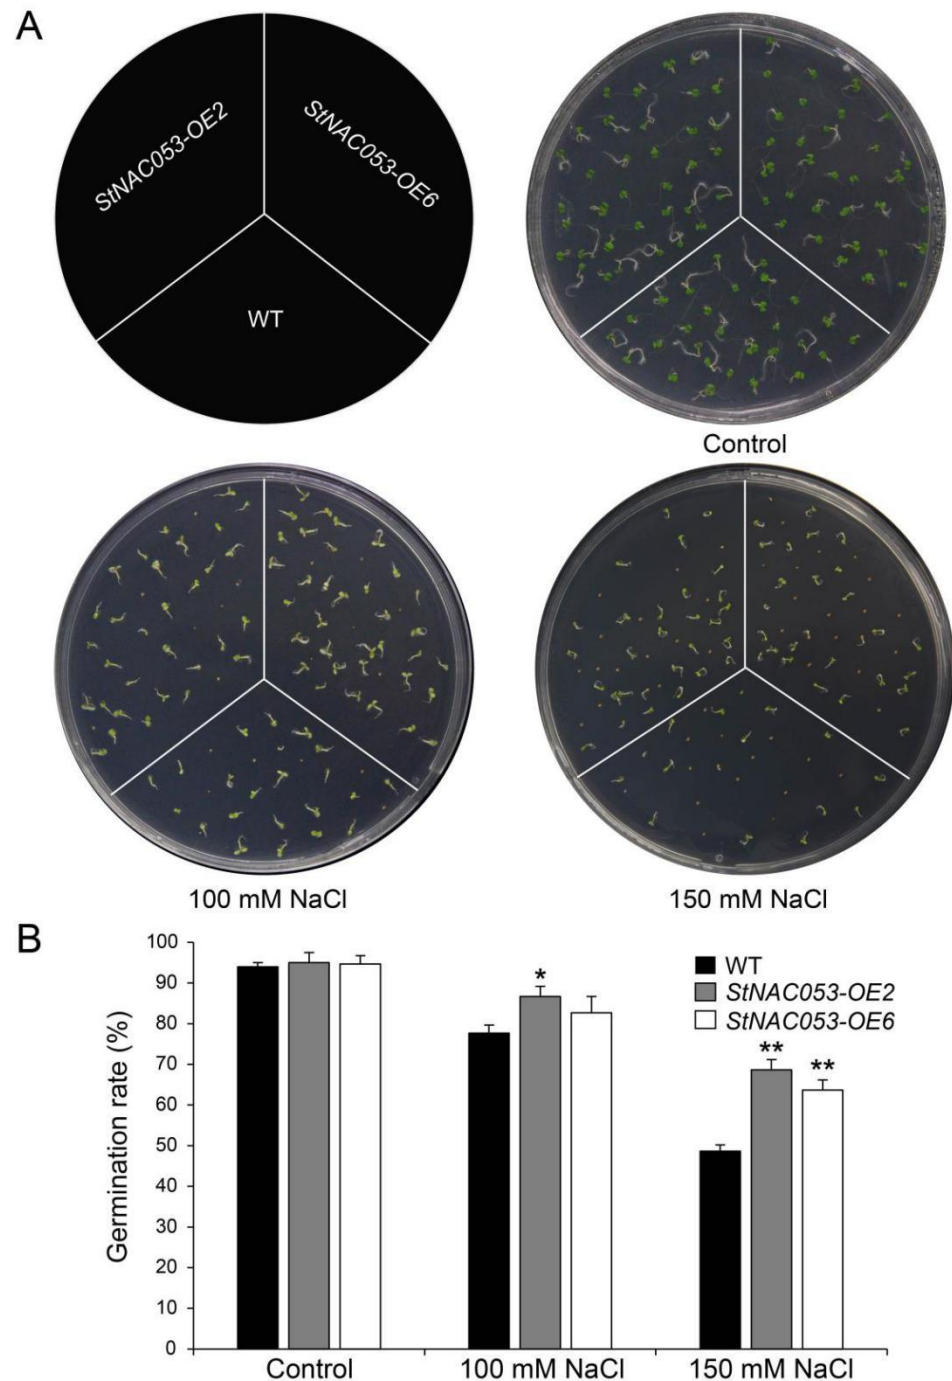 A
StNAC053-OE2
StNAC053-OE6
WT
Control
100 mM NaCl
150 mM NaCl
B
Germination rate (%)
100
90
80
70
60
50
40
30
20
10
0
*
**
**
WT
StNAC053-OE2
StNAC053-OE6
Control
100 mM NaCl
150 mM NaCl